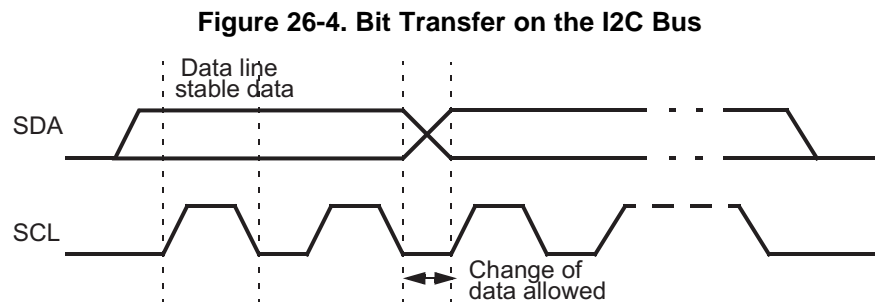 Figure 26-4. Bit Transfer on the I2C Bus
Data line
stable data
SDA
SCL
Change of
data allowed